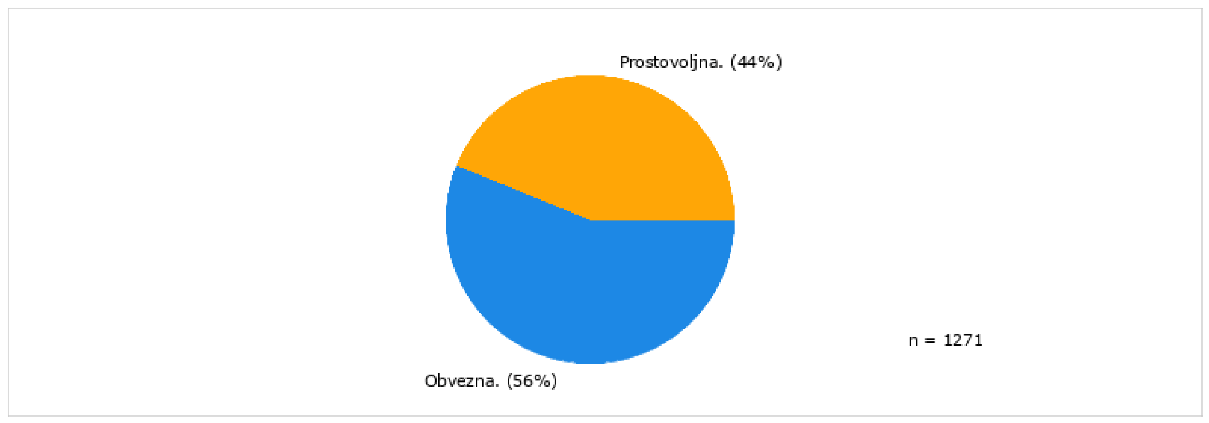 Prostovoljna. (44%)
n = 1271
Obvezna. (56%)